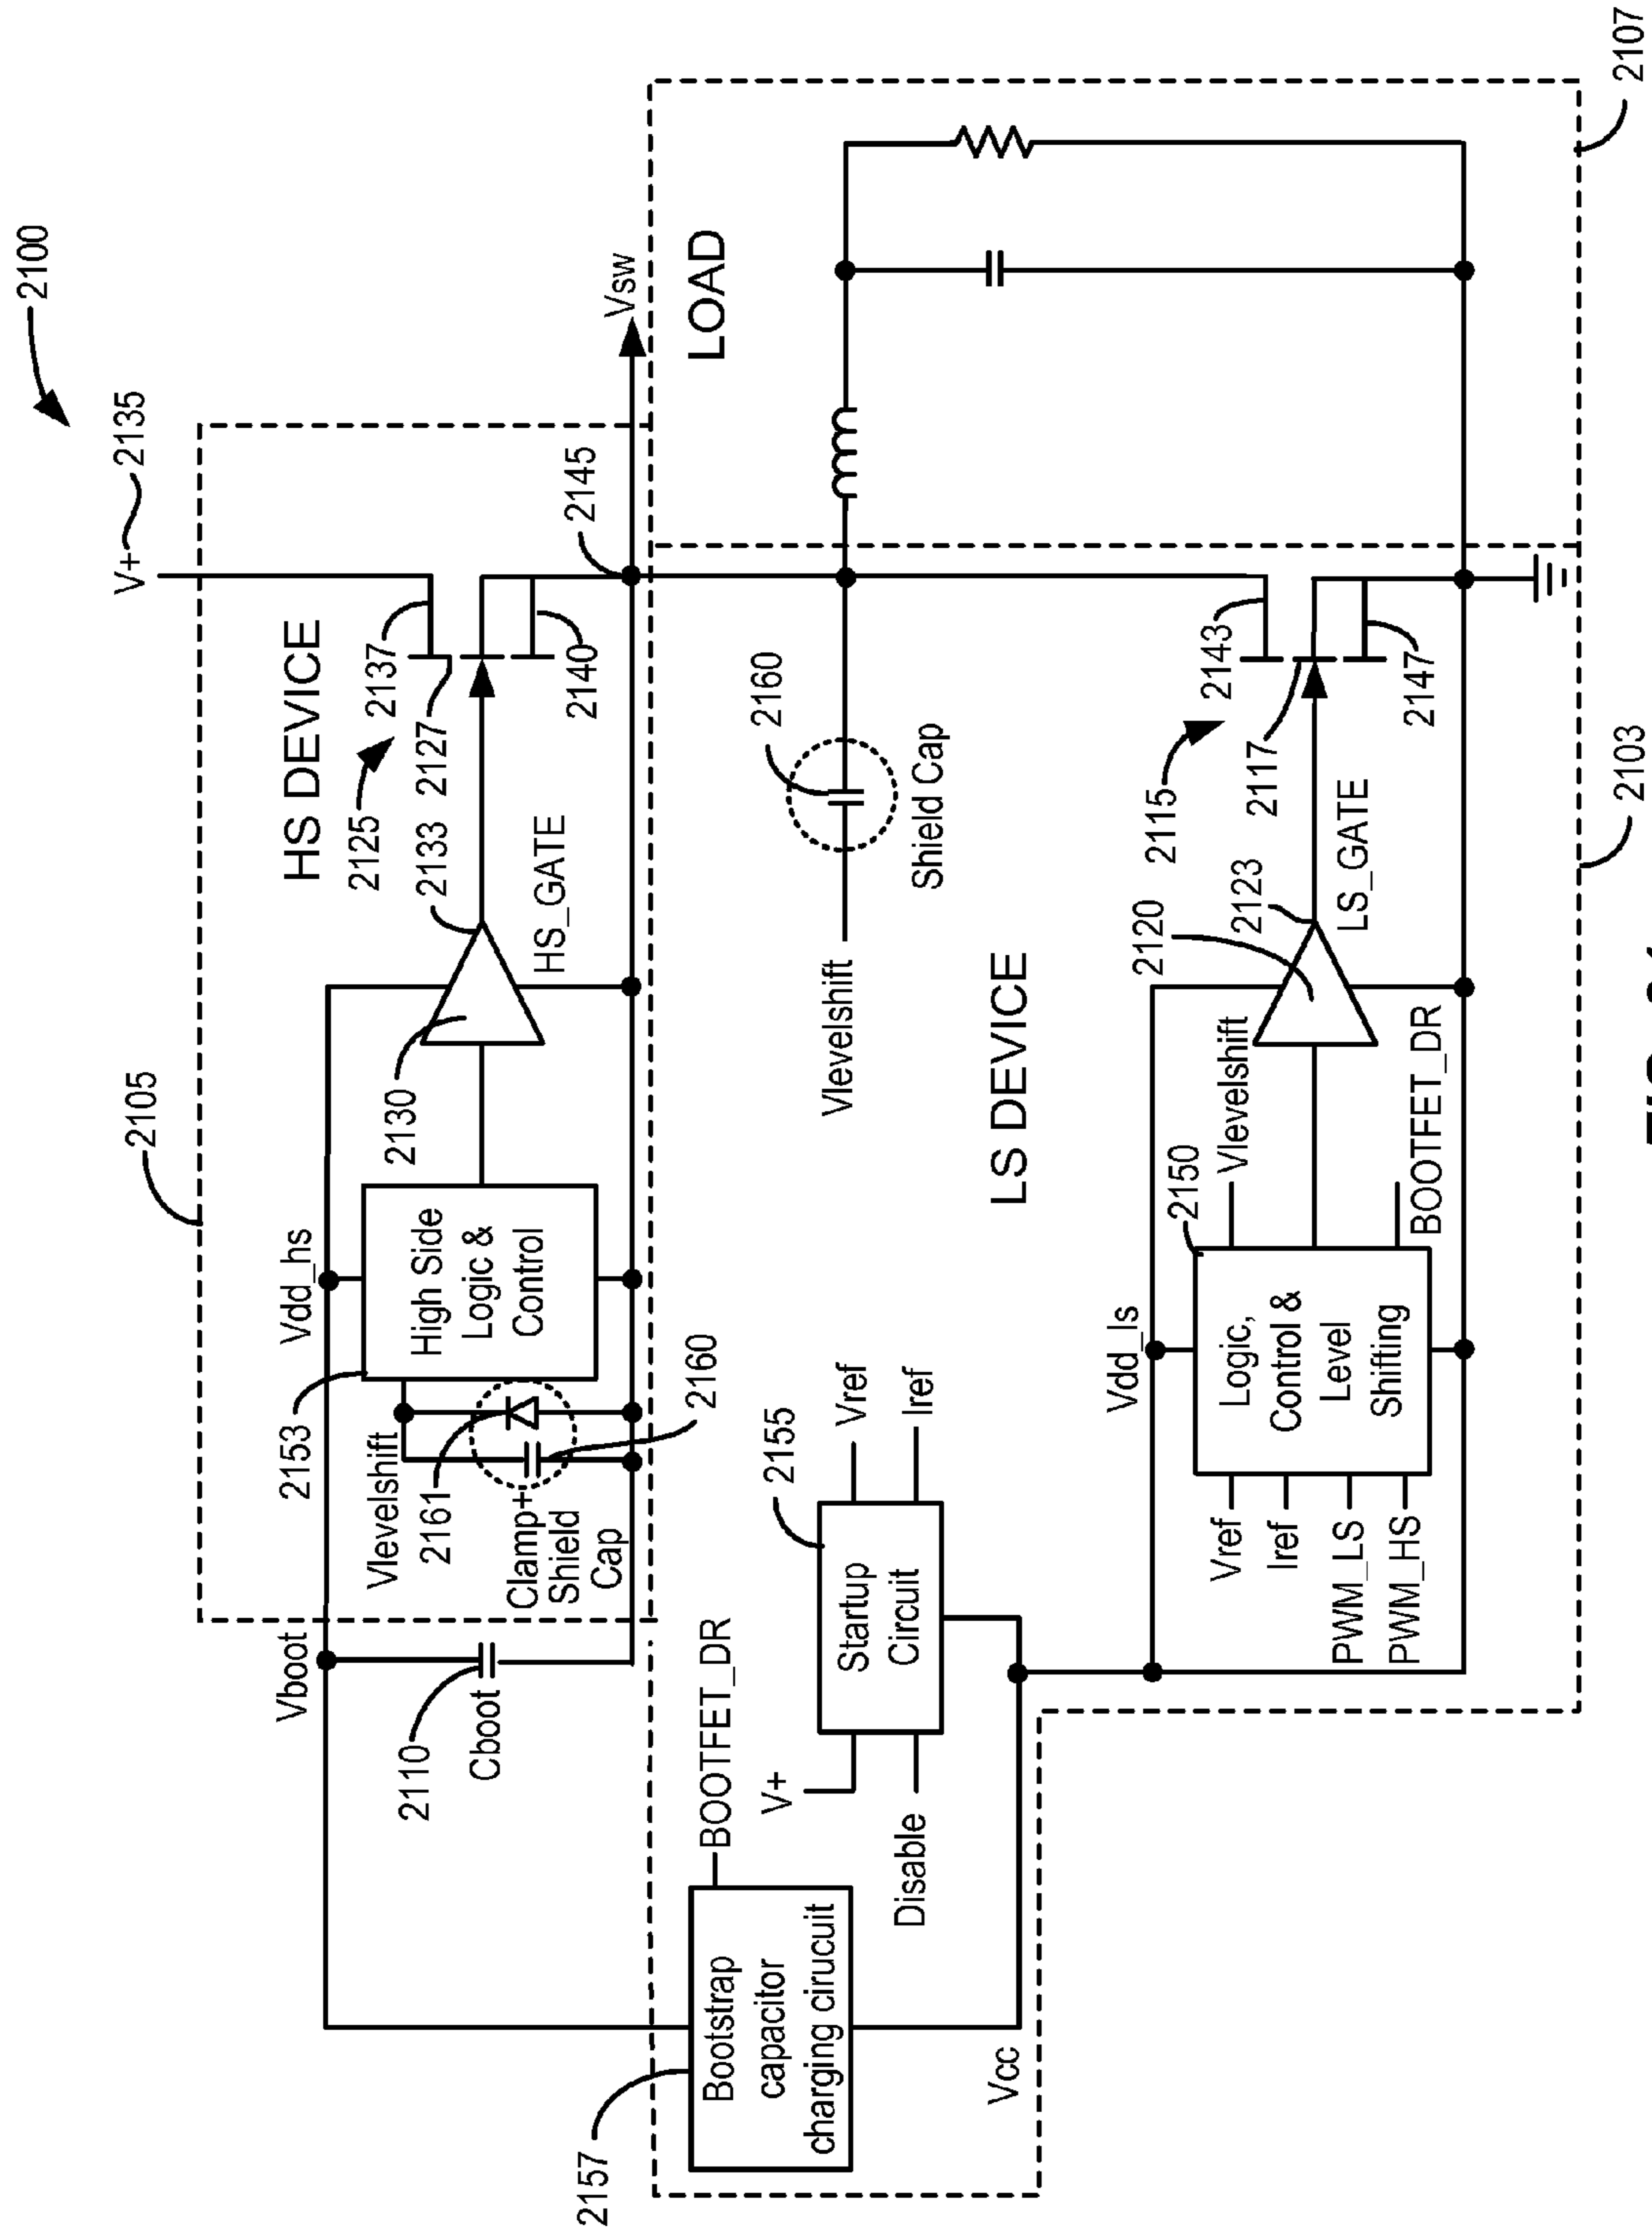 2100
V+
2135
2105
HS DEVICE
2137
2125
2127
2133
2130
HS_GATE
2140
2145
Vsw
Vboot
Vdd_hs
2153
High Side
Logic &
Control
Vlevelshift
2161
Clamp+
Shield
Cap
2160
2110
Cboot
LOAD
2160
Vlevelshift
Shield Cap
LS DEVICE
BOOTFET_DR
2157
Bootstrap
capacitor
charging cirucuit
V+
Disable
Startup
Circuit
2155
Vref
Iref
Vcc
Vdd_ls
2150
Vlevelshift
Logic,
Control &
Level
Shifting
Vref
Iref
PWM_LS
PWM_HS
BOOTFET_DR
2120
2123
LS_GATE
2115
2117
2143
2147
2103
2107